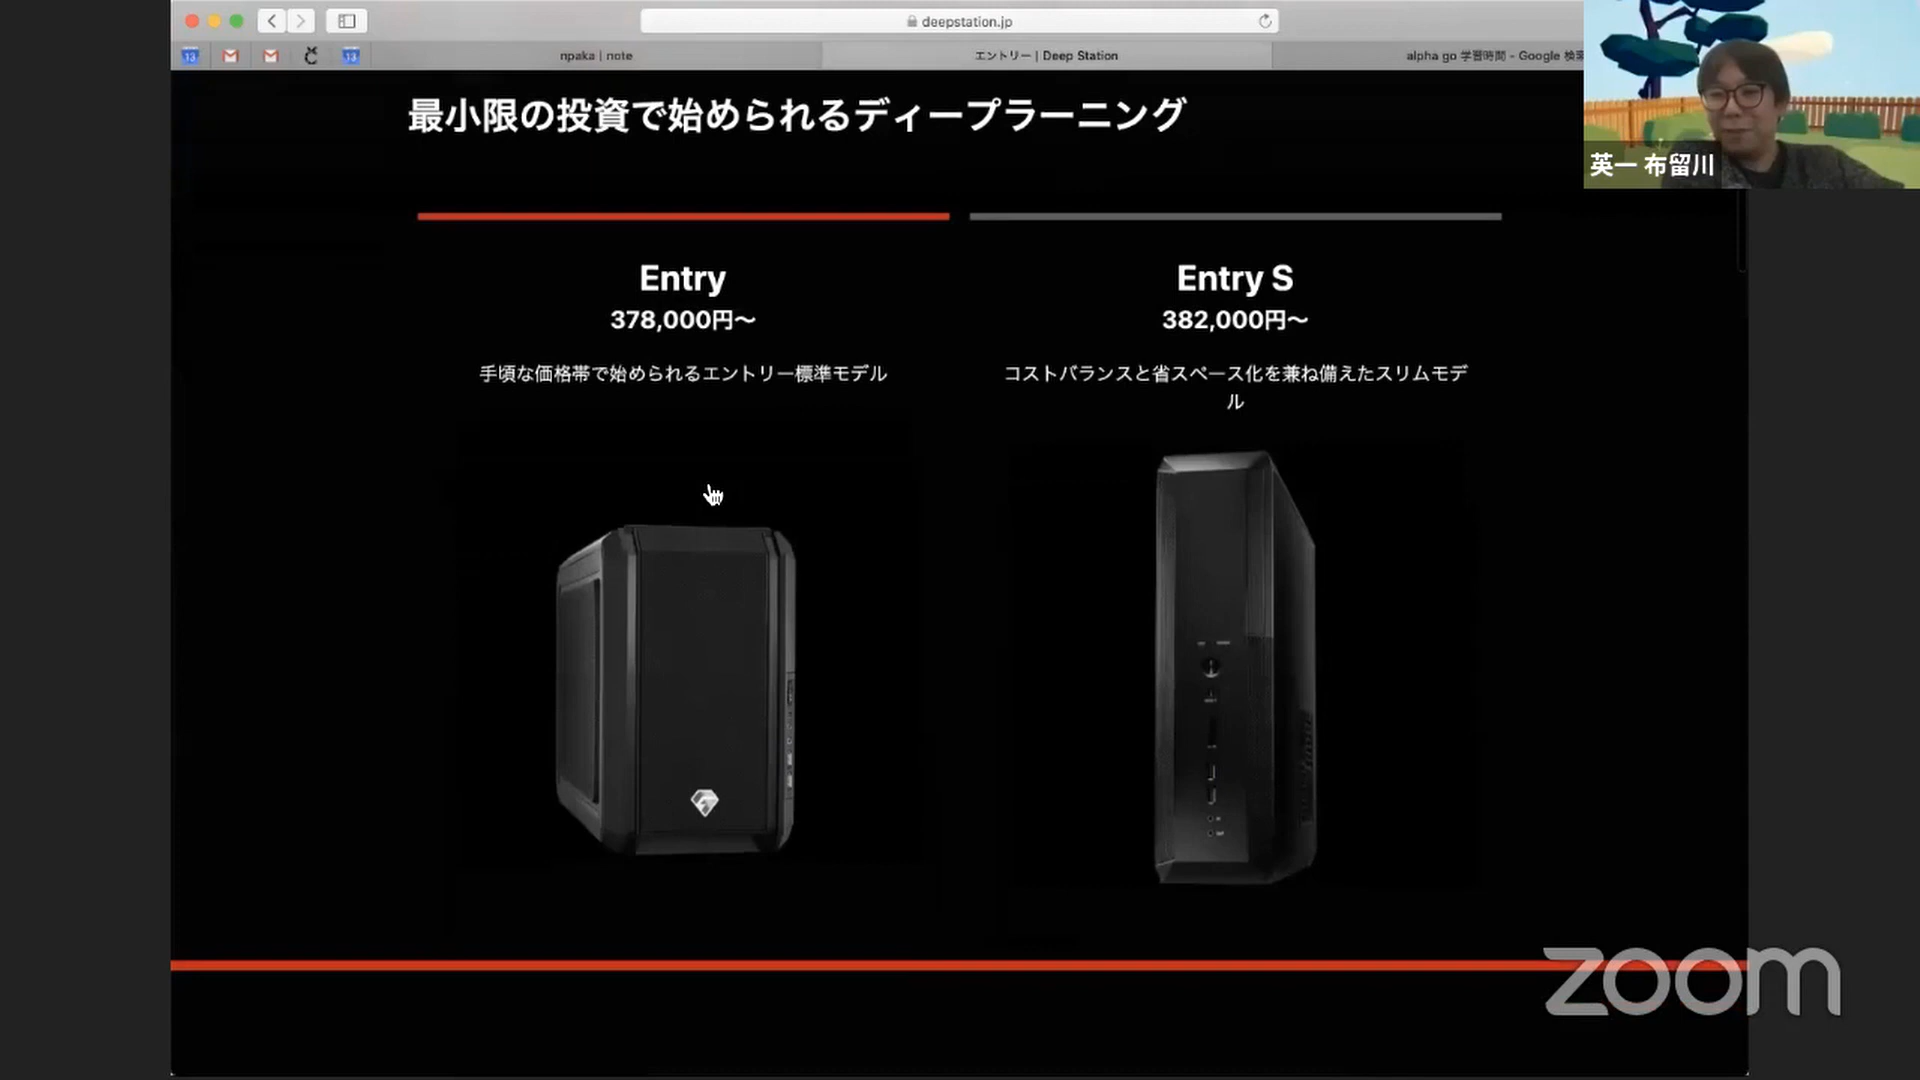 deepstation.jp
13
13
npaka | note
エントリー | Deep Station
alpha go 学習時間 - Google 検索
英一 布留川
最小限の投資で始められるディープラーニング
Entry
378,000円〜
手頃な価格帯で始められるエントリー標準モデル
Entry S
382,000円〜
コストバランスと省スペース化を兼ね備えたスリムモデ
ル
zoom